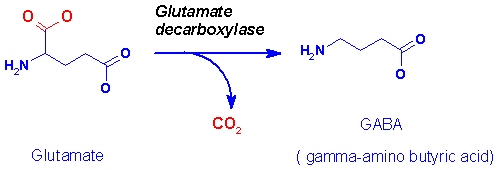 Glutamate
decarboxylase
O O
H₂N O
O
H₂N O
O
CO₂
GABA
Glutamate
( gamma-amino butyric acid)